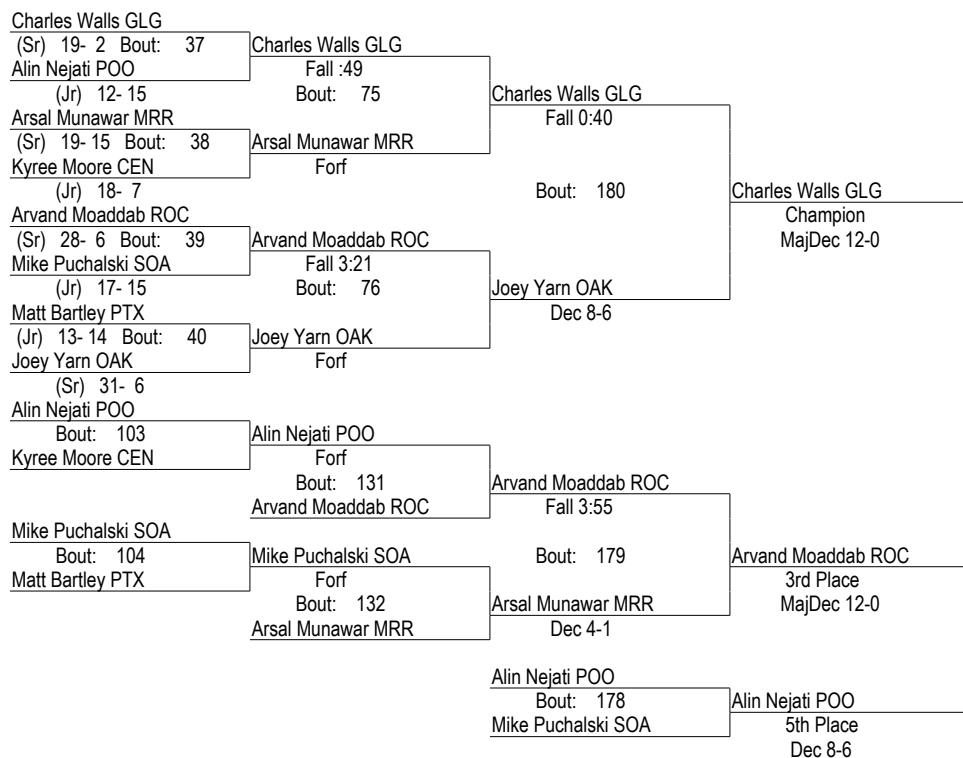 Charles Walls GLG
(Sr) 19- 2 Bout: 37
Charles Walls GLG
Alin Nejati POO
Fall :49
(Jr) 12- 15
Bout: 75
Charles Walls GLG
Arsal Munawar MRR
Fall 0:40
(Sr) 19- 15 Bout: 38
Arsal Munawar MRR
Kyree Moore CEN
Forf
(Jr) 18- 7
Bout: 180
Charles Walls GLG
Arvand Moaddab ROC
Champion
(Sr) 28- 6 Bout: 39
Arvand Moaddab ROC
MajDec 12-0
Mike Puchalski SOA
Fall 3:21
(Jr) 17- 15
Bout: 76
Joey Yarn OAK
Matt Bartley PTX
Dec 8-6
(Jr) 13- 14 Bout: 40
Joey Yarn OAK
Joey Yarn OAK
Forf
(Sr) 31- 6
Alin Nejati POO
Bout: 103
Alin Nejati POO
Kyree Moore CEN
Forf
Bout: 131
Arvand Moaddab ROC
Arvand Moaddab ROC
Fall 3:55
Mike Puchalski SOA
Bout: 104
Mike Puchalski SOA
Bout: 179
Arvand Moaddab ROC
Matt Bartley PTX
Forf
3rd Place
Bout: 132
Arsal Munawar MRR
MajDec 12-0
Arsal Munawar MRR
Dec 4-1
Alin Nejati POO
Bout: 178
Alin Nejati POO
Mike Puchalski SOA
5th Place
Dec 8-6